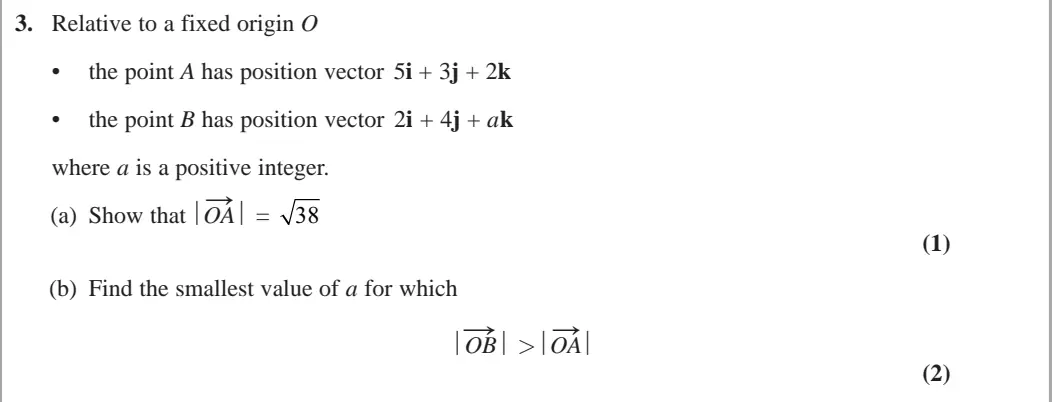 3. Relative to a fixed origin O
• the point A has position vector 5i + 3j + 2k
• the point B has position vector 2i + 4j + ak
where a is a positive integer.
(a) Show that |OA→| = √38
(1)
(b) Find the smallest value of a for which
|OB→| > |OA→|
(2)